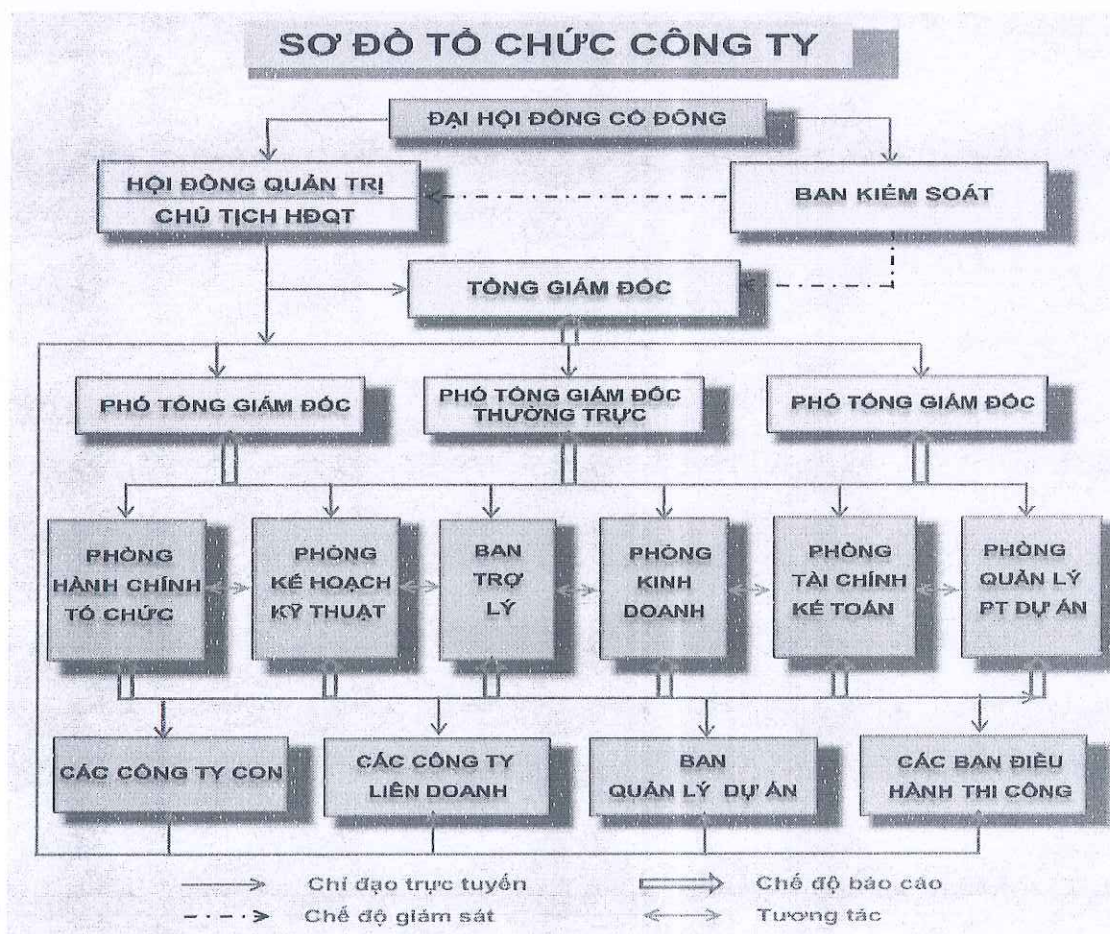 SƠ ĐỒ TỔ CHỨC CÔNG TY
ĐẠI HỘI ĐỒNG CỔ ĐÔNG
HỘI ĐỒNG QUẢN TRỊ
CHỦ TỊCH HĐQT
BAN KIỂM SOÁT
TỔNG GIÁM ĐỐC
PHÓ TỔNG GIÁM ĐỐC
PHÓ TỔNG GIÁM ĐỐC
THƯỜNG TRỰC
PHÓ TỔNG GIÁM ĐỐC
PHÒNG
HÀNH CHÍNH
TỔ CHỨC
PHÒNG
KẾ HOẠCH
KỸ THUẬT
BAN
TRỢ
LÝ
PHÒNG
KINH
DOANH
PHÒNG
TÀI CHÍNH
KẾ TOÁN
PHÒNG
QUẢN LÝ
PT DỰ ÁN
CÁC CÔNG TY CON
CÁC CÔNG TY
LIÊN DOANH
BAN
QUẢN LÝ DỰ ÁN
CÁC BAN ĐIỀU
HÀNH THI CÔNG
Chỉ đạo trực tuyến
Chế độ báo cáo
Chế độ giám sát
Tương tác